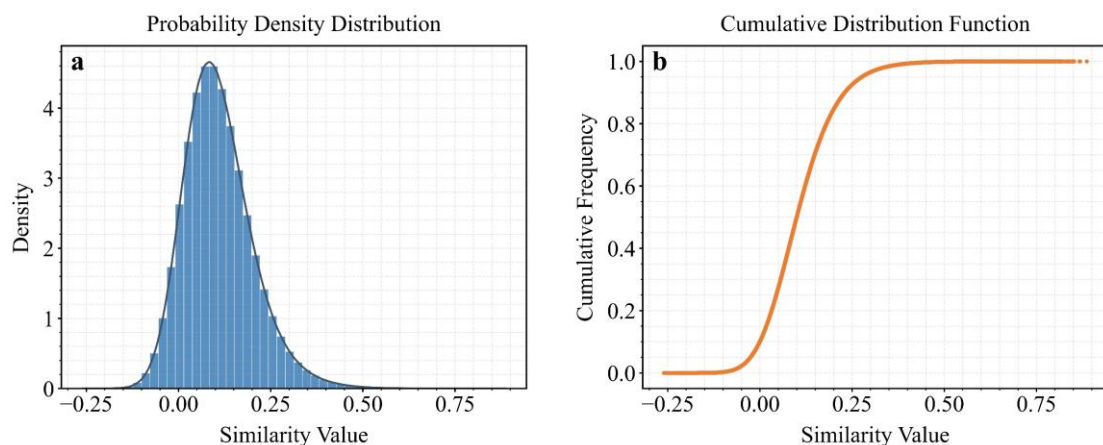 Probability Density Distribution
a
4
3
2
1
0
−0.25 0.00 0.25 0.50 0.75
Density
Similarity Value
Cumulative Distribution Function
b
1.0
0.8
0.6
0.4
0.2
0.0
−0.25 0.00 0.25 0.50 0.75
Cumulative Frequency
Similarity Value